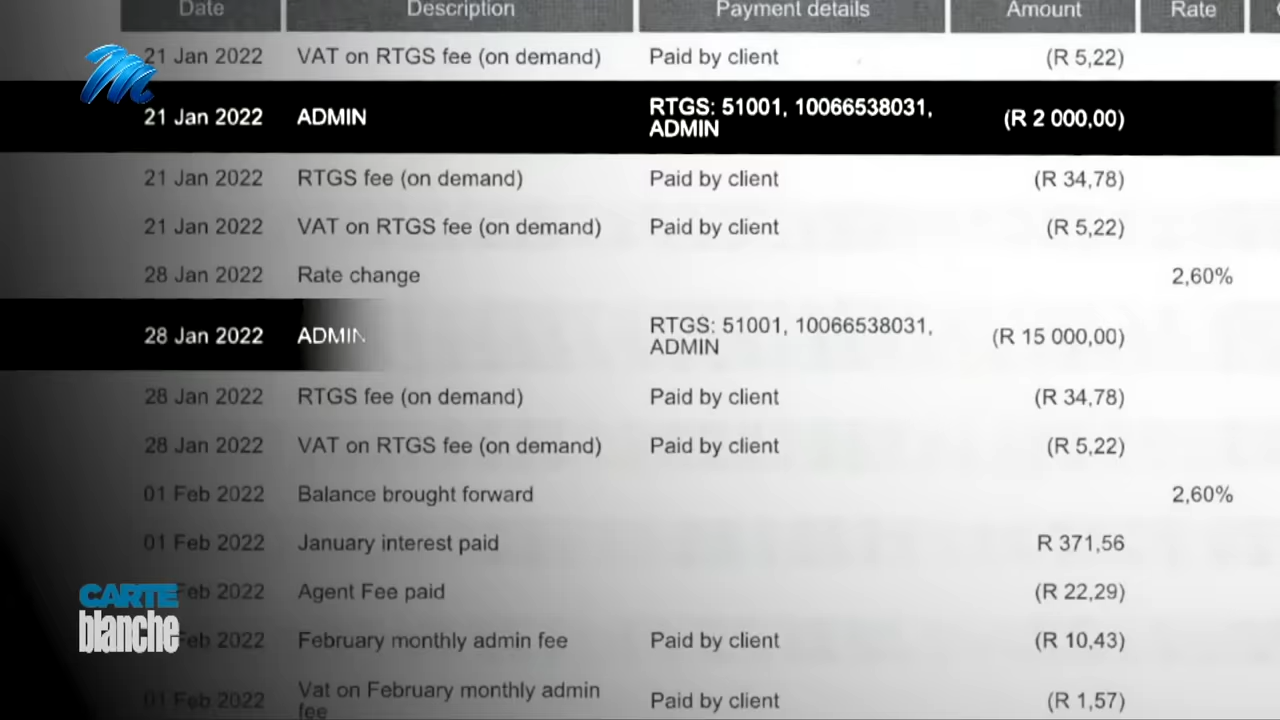 Date Description Payment details Amount Rate
21 Jan 2022 VAT on RTGS fee (on demand) Paid by client (R 5,22)
21 Jan 2022 ADMIN RTGS: 51001, 10066538031, (R 2 000,00)
ADMIN
21 Jan 2022 RTGS fee (on demand) Paid by client (R 34,78)
21 Jan 2022 VAT on RTGS fee (on demand) Paid by client (R 5,22)
28 Jan 2022 Rate change 2,60%
28 Jan 2022 ADMIN RTGS: 51001, 10066538031, (R 15 000,00)
ADMIN
28 Jan 2022 RTGS fee (on demand) Paid by client (R 34,78)
28 Jan 2022 VAT on RTGS fee (on demand) Paid by client (R 5,22)
01 Feb 2022 Balance brought forward 2,60%
01 Feb 2022 January interest paid R 371,56
Feb 2022 Agent Fee paid (R 22,29)
CARTE
blanche
Feb 2022 February monthly admin fee Paid by client (R 10,43)
01 Feb 2022 Vat on February monthly admin Paid by client (R 1,57)
fee